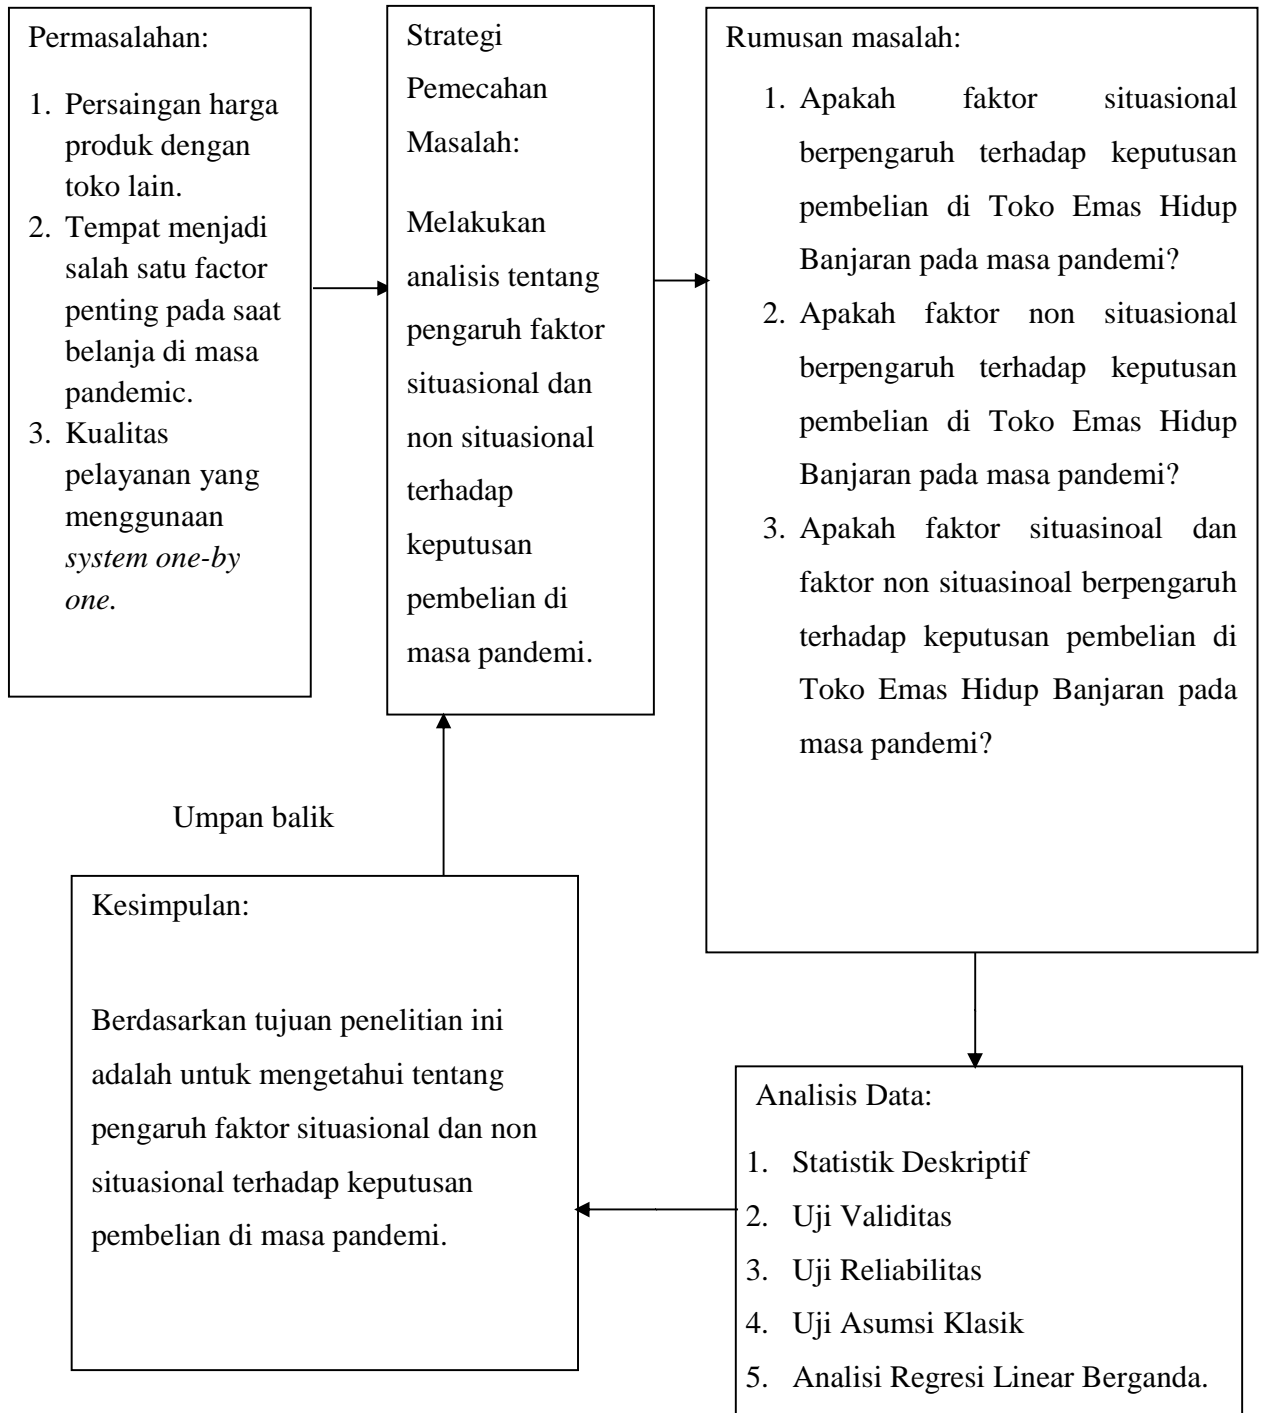 Permasalahan:
1. Persaingan harga
produk dengan
toko lain.
2. Tempat menjadi
salah satu factor
penting pada saat
belanja di masa
pandemic.
3. Kualitas
pelayanan yang
menggunaan
system one-by
one.
Strategi
Pemecahan
Masalah:
Melakukan
analisis tentang
pengaruh faktor
situasional dan
non situasional
terhadap
keputusan
pembelian di
masa pandemi.
Rumusan masalah:
1. Apakah faktor situasional
berpengaruh terhadap keputusan
pembelian di Toko Emas Hidup
Banjaran pada masa pandemi?
2. Apakah faktor non situasional
berpengaruh terhadap keputusan
pembelian di Toko Emas Hidup
Banjaran pada masa pandemi?
3. Apakah faktor situasinoal dan
faktor non situasinoal berpengaruh
terhadap keputusan pembelian di
Toko Emas Hidup Banjaran pada
masa pandemi?
Umpan balik
Kesimpulan:
Berdasarkan tujuan penelitian ini
adalah untuk mengetahui tentang
pengaruh faktor situasional dan non
situasional terhadap keputusan
pembelian di masa pandemi.
Analisis Data:
1. Statistik Deskriptif
2. Uji Validitas
3. Uji Reliabilitas
4. Uji Asumsi Klasik
5. Analisi Regresi Linear Berganda.